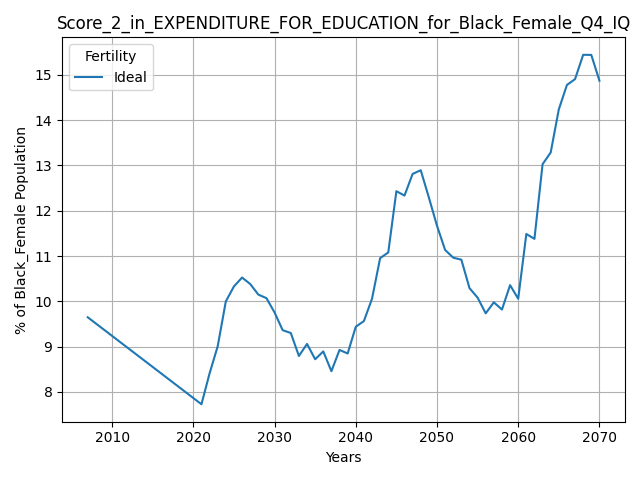 Score_2_in_EXPENDITURE_FOR_EDUCATION_for_Black_Female_Q4_IQ
Fertility
Ideal
% of Black_Female Population
15
14
13
12
11
10
9
8
2010 2020 2030 2040 2050 2060 2070
Years